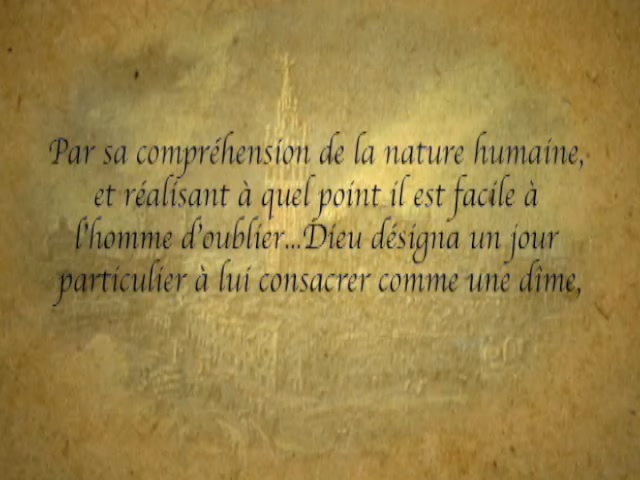 Par sa compréhension de la nature humaine,
et réalisant à quel point il est facile à
l'homme d'oublier...Dieu désigna un jour
particulier à lui consacrer comme une dîme,